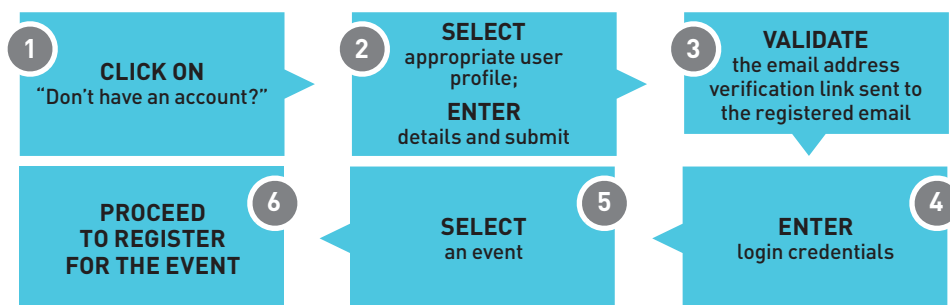 1
CLICK ON
“Don’t have an account?”
2
SELECT
appropriate user
profile;
ENTER
details and submit
3
VALIDATE
the email address
verification link sent to
the registered email
4
ENTER
login credentials
5
SELECT
an event
6
PROCEED
TO REGISTER
FOR THE EVENT